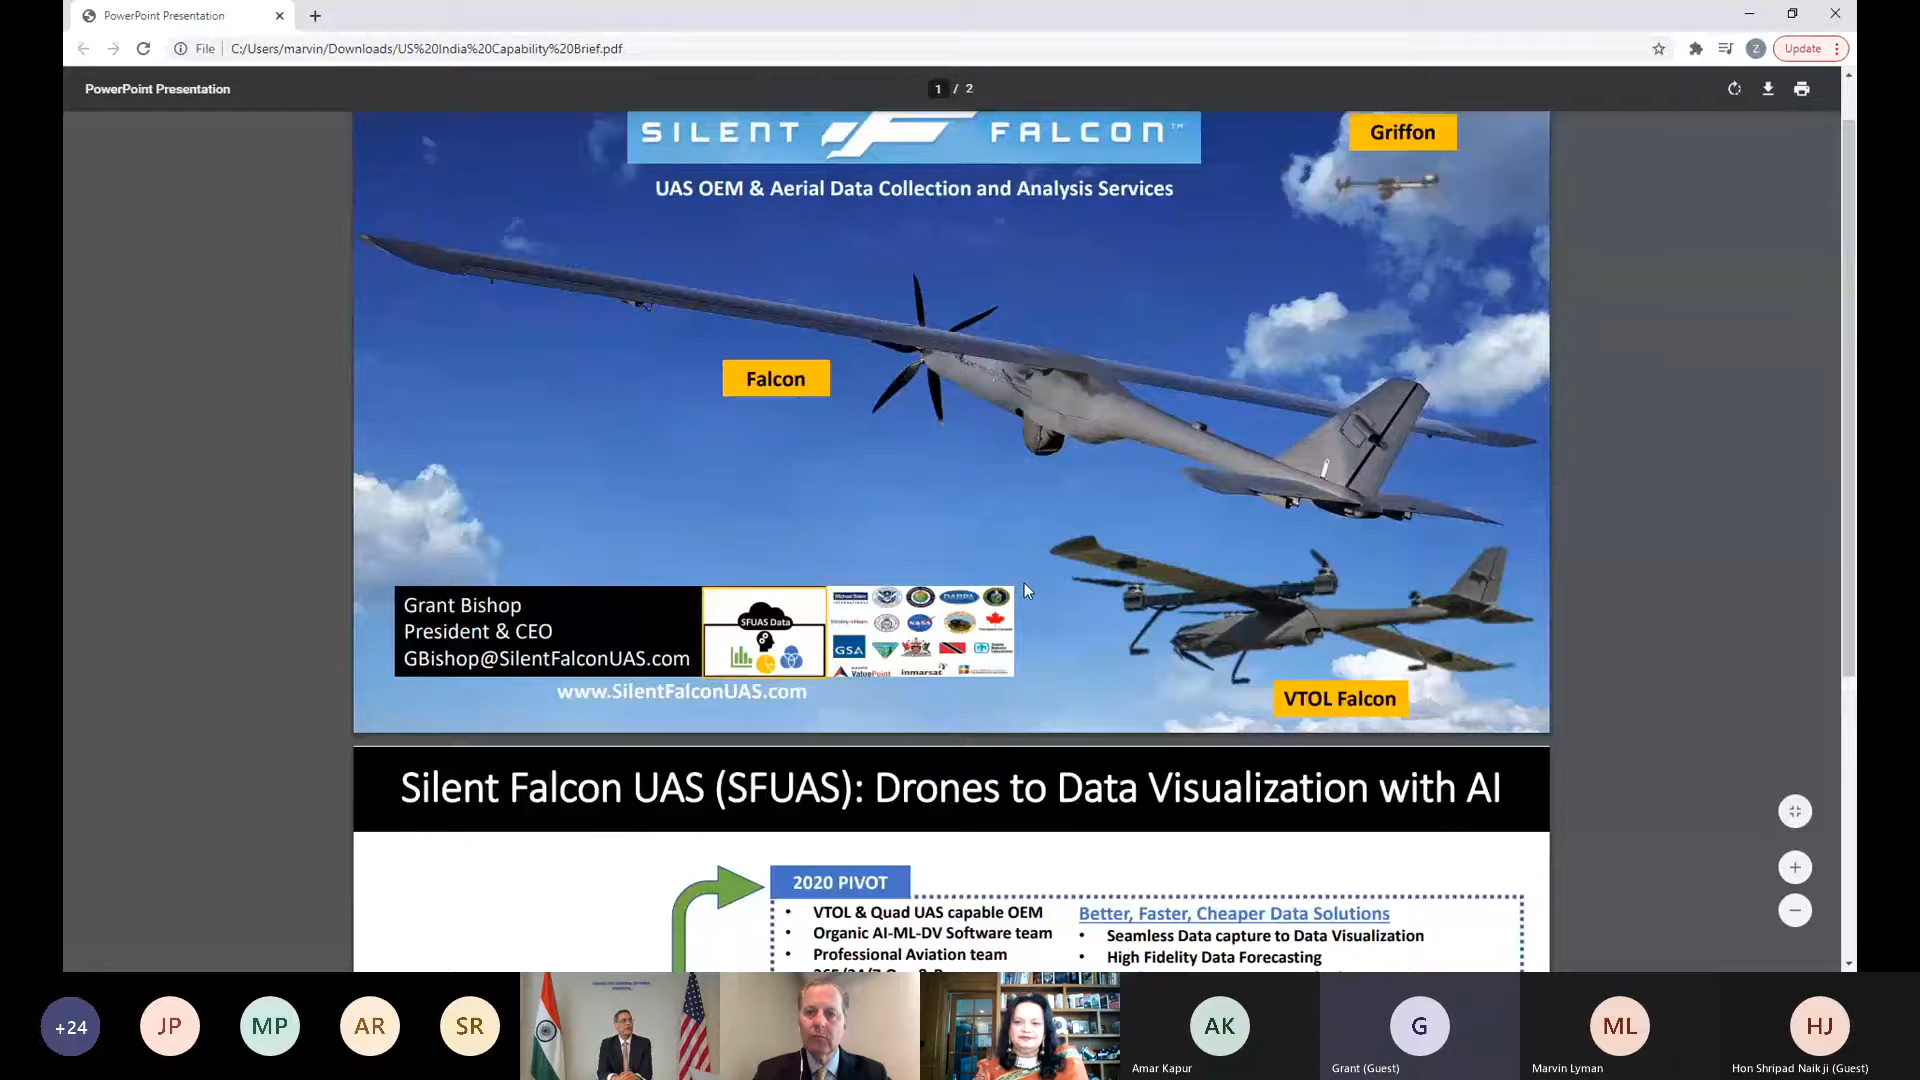 PowerPoint Presentation
File
C:/Users/marvin/Downloads/US%20India%20Capability%20Brief.pdf
Z
Update
PowerPoint Presentation
1 / 2
SILENT FALCON™
Griffon
UAS OEM & Aerial Data Collection and Analysis Services
Falcon
Grant Bishop
President & CEO
GBishop@SilentFalconUAS.com
SFUAS Data
DARPA
NASA
GSA
ValuePoint
inmarsat
www.SilentFalconUAS.com
VTOL Falcon
Silent Falcon UAS (SFUAS): Drones to Data Visualization with AI
2020 PIVOT
• VTOL & Quad UAS capable OEM
• Organic AI-ML-DV Software team
• Professional Aviation team
Better, Faster, Cheaper Data Solutions
• Seamless Data capture to Data Visualization
• High Fidelity Data Forecasting
+24
JP
MP
AR
SR
AK
Amar Kapur
G
Grant (Guest)
ML
Marvin Lyman
HJ
Hon Shripad Naik ji (Guest)